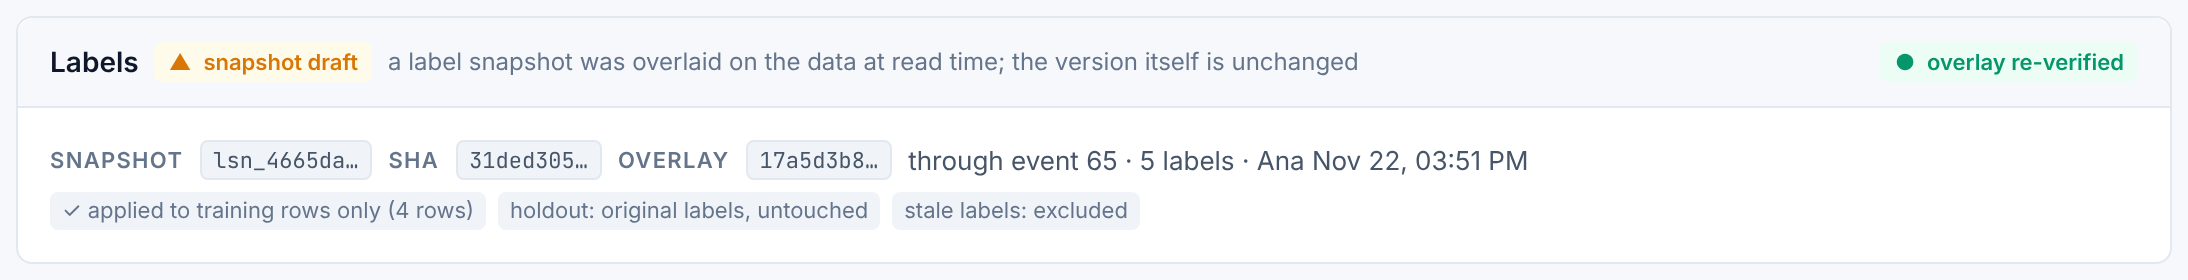 Labels ▲ snapshot draft a label snapshot was overlaid on the data at read time; the version itself is unchanged ● overlay re-verified
SNAPSHOT lsn_4665da… SHA 31ded305… OVERLAY 17a5d3b8… through event 65 · 5 labels · Ana Nov 22, 03:51 PM
✓ applied to training rows only (4 rows) holdout: original labels, untouched stale labels: excluded